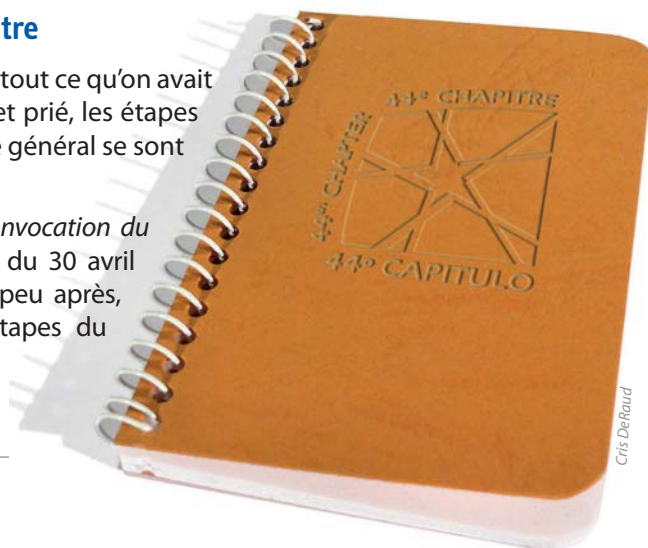 tre
tout ce qu'on avait
et prié, les étapes
e général se sont
nvocation du
du 30 avril
peu après,
tapes du
44e CHAPITRE
44th CHAPTER
44º CAPITULO
Cris DeRaud